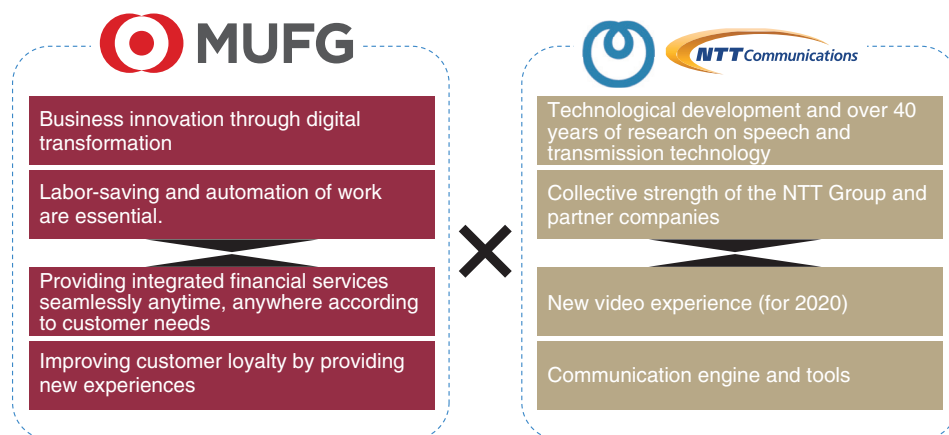 MUFG
Business innovation through digital
transformation
Labor-saving and automation of work
are essential.
Providing integrated financial services
seamlessly anytime, anywhere according
to customer needs
Improving customer loyalty by providing
new experiences
NTT Communications
Technological development and over 40
years of research on speech and
transmission technology
Collective strength of the NTT Group and
partner companies
New video experience (for 2020)
Communication engine and tools